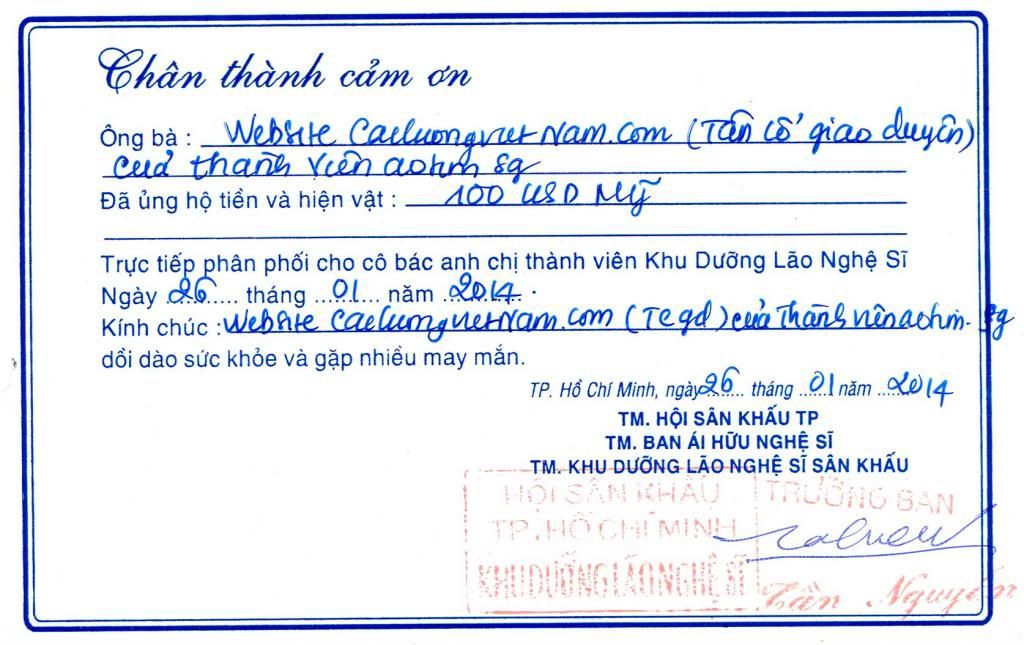 Chân thành cảm ơn
Ông bà : Website Cailuongvietnam.com (Tân cổ giao duyên)
của thành viên aohm sg
Đã ủng hộ tiền và hiện vật : 100 USD Mỹ
Trực tiếp phân phối cho cô bác anh chị thành viên Khu Dưỡng Lão Nghệ Sĩ
Ngày 26 tháng 01 năm 2014.
Kính chúc : Website Cailuongvietnam.com (Tcgd) của thành viên aohm-sg
dồi dào sức khỏe và gặp nhiều may mắn.
TP. Hồ Chí Minh, ngày 26 tháng 01 năm 2014
TM. HỘI SÂN KHẤU TP
TM. BAN ÁI HỮU NGHỆ SĨ
TM. KHU DƯỠNG LÃO NGHỆ SĨ SÂN KHẤU
HỘI SÂN KHẤU TRƯỞNG BAN
TP. HỒ CHÍ MINH
KHU DƯỠNG LÃO NGHỆ SĨ
Tần Nguyên